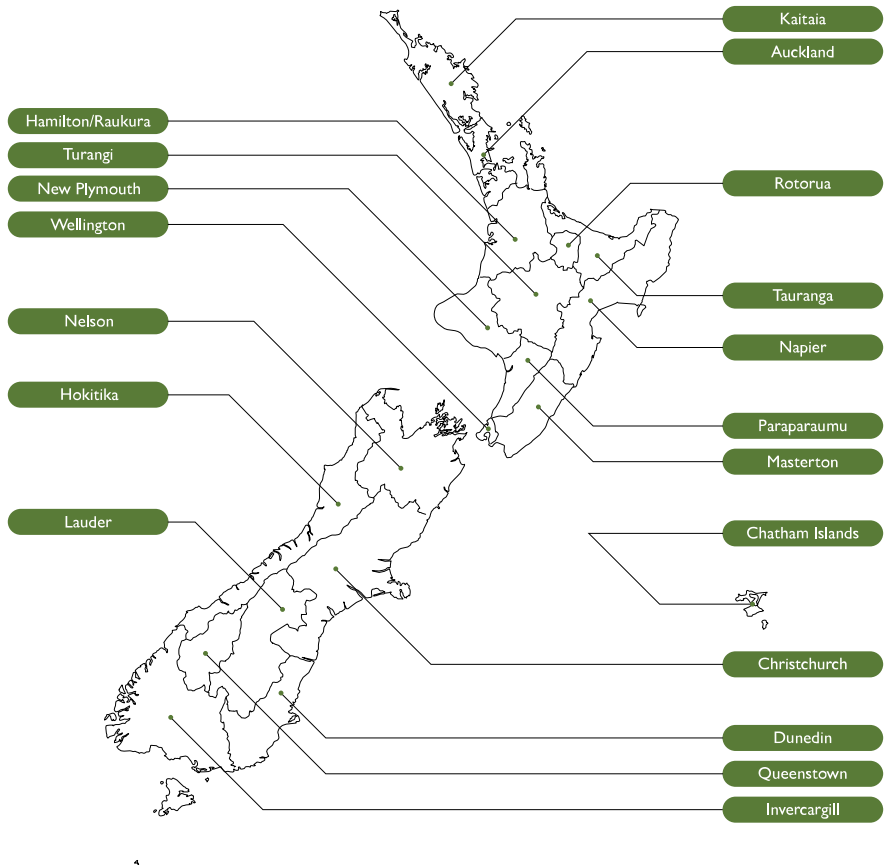 Kaitaia
Auckland
Hamilton/Raukura
Turangi
New Plymouth
Rotorua
Wellington
Tauranga
Nelson
Napier
Hokitika
Paraparaumu
Masterton
Lauder
Chatham Islands
Christchurch
Dunedin
Queenstown
Invercargill